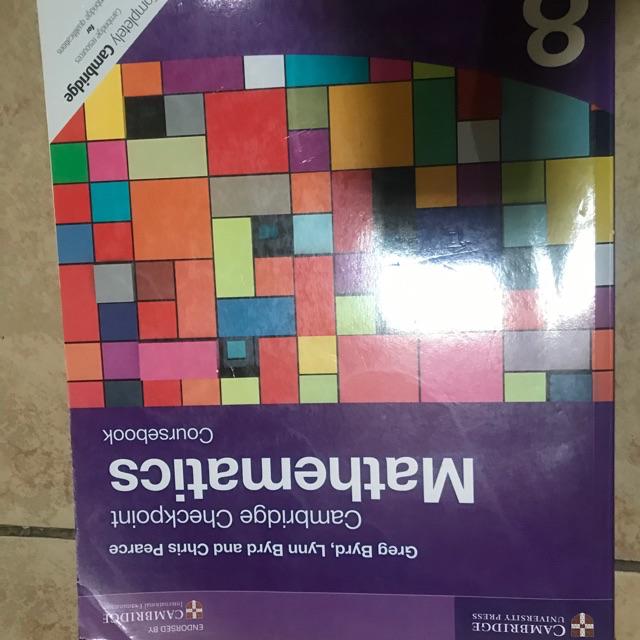 CAMBRIDGE
UNIVERSITY PRESS
ENDORSED BY
CAMBRIDGE
International Examinations
Greg Byrd, Lynn Byrd and Chris Pearce
Cambridge Checkpoint
Mathematics
Coursebook
8
Completely Cambridge
Cambridge resources
for
Cambridge qualifications